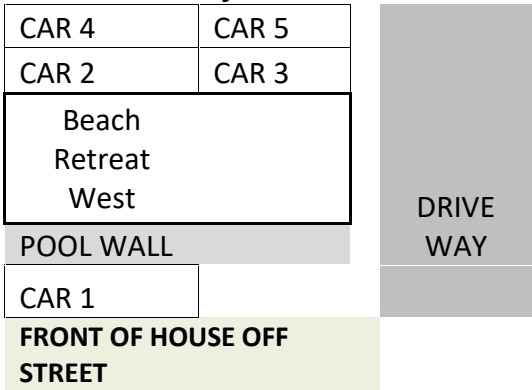 CAR 4 CAR 5
CAR 2 CAR 3
Beach
Retreat
West
DRIVE
POOL WALL WAY
CAR 1
FRONT OF HOUSE OFF
STREET